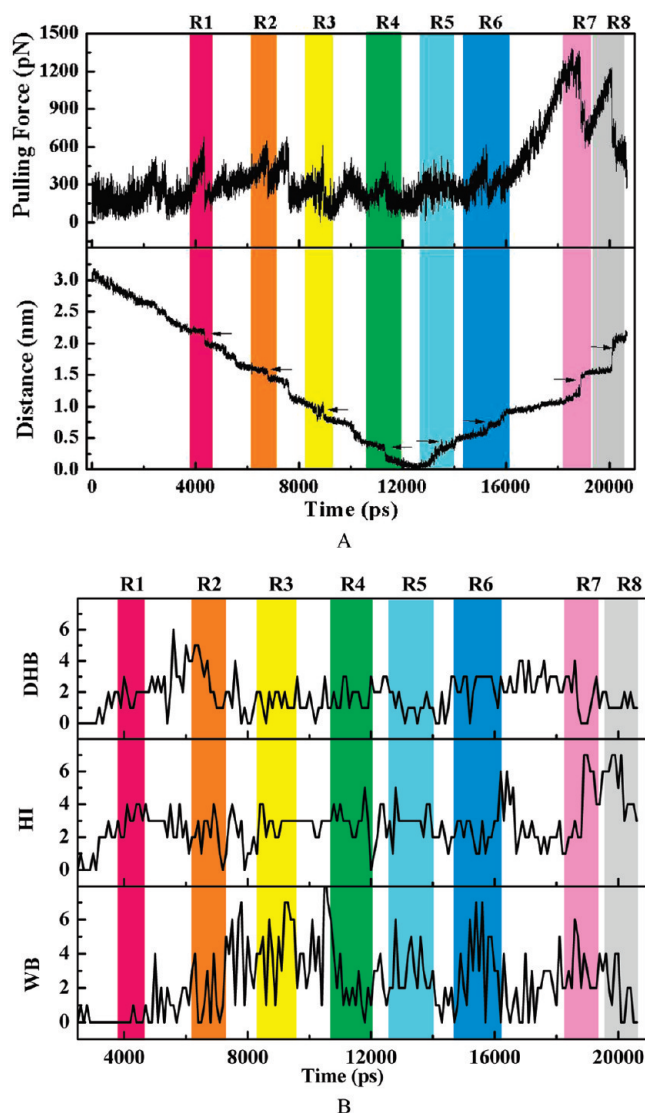 R1 R2 R3 R4 R5 R6 R7 R8
Pulling Force (pN)
1500
1200
900
600
300
0
Distance (nm)
3.0
2.5
2.0
1.5
1.0
0.5
0.0
0 4000 8000 12000 16000 20000
Time (ps)
A
R1 R2 R3 R4 R5 R6 R7 R8
DHB
6
4
2
0
HI
6
4
2
0
WB
6
4
2
0
4000 8000 12000 16000 20000
Time (ps)
B